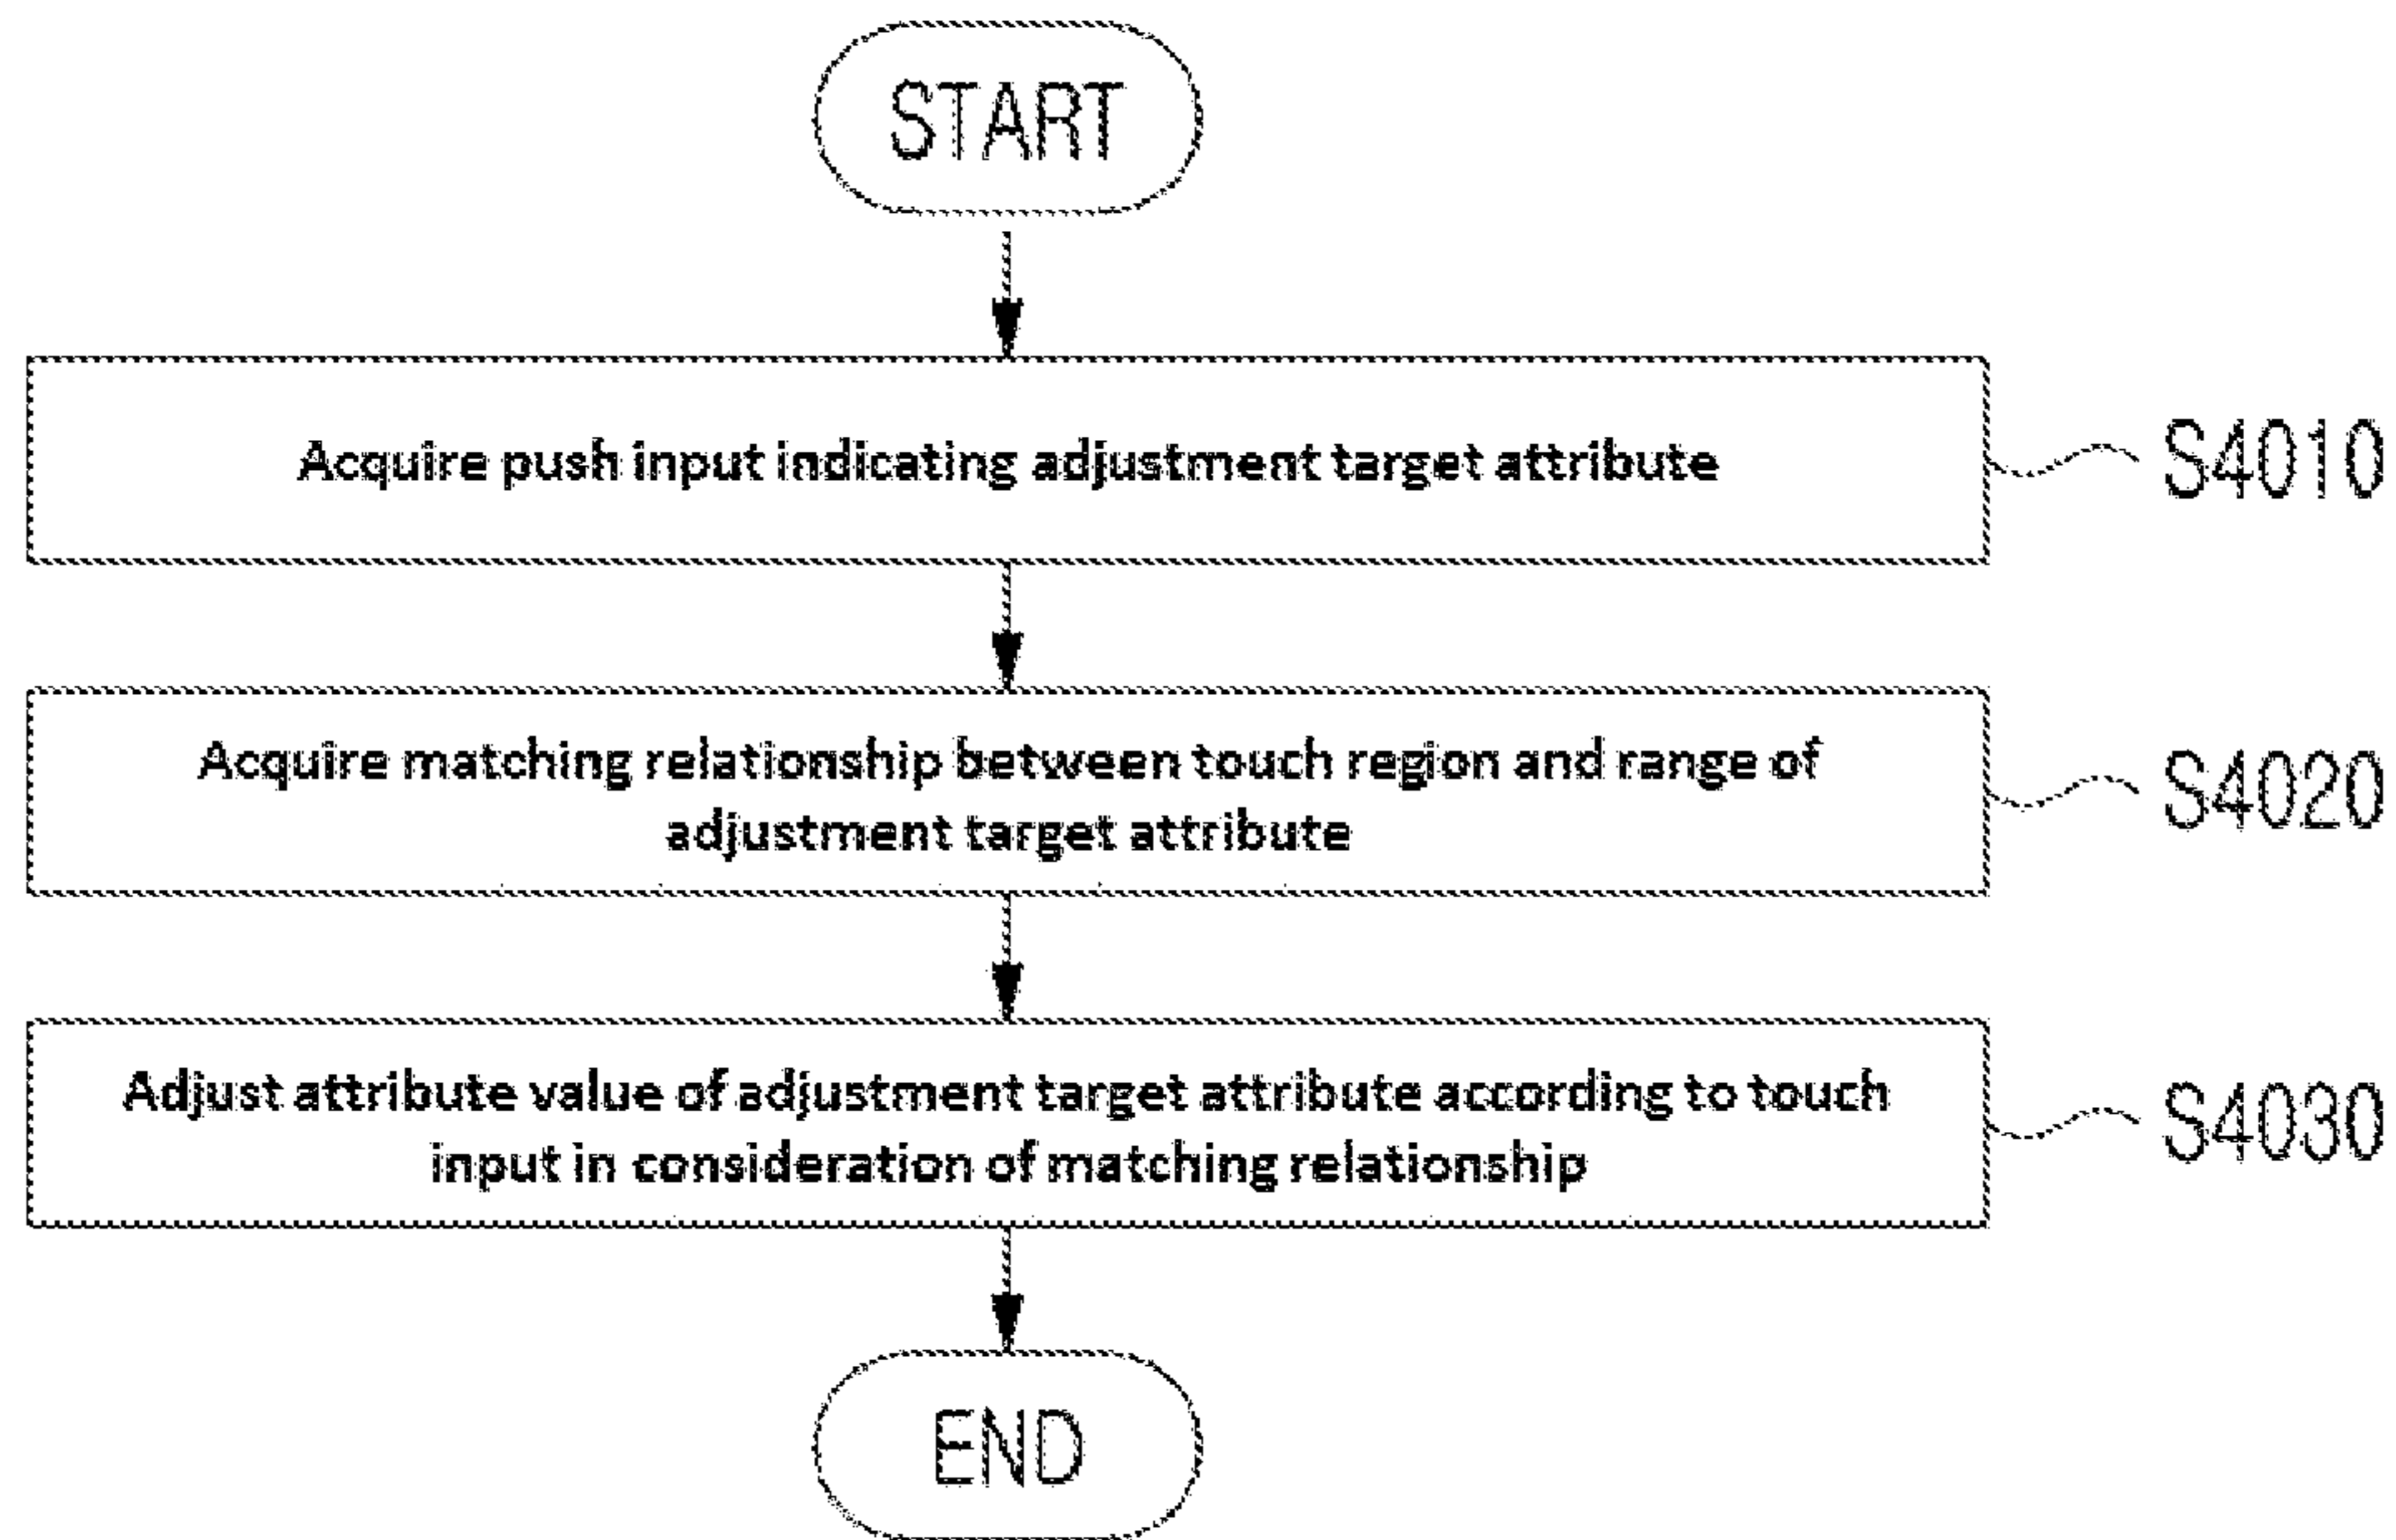 START
Acquire push input indicating adjustment target attribute
S4010
Acquire matching relationship between touch region and range of
adjustment target attribute
S4020
Adjust attribute value of adjustment target attribute according to touch
input in consideration of matching relationship
S4030
END